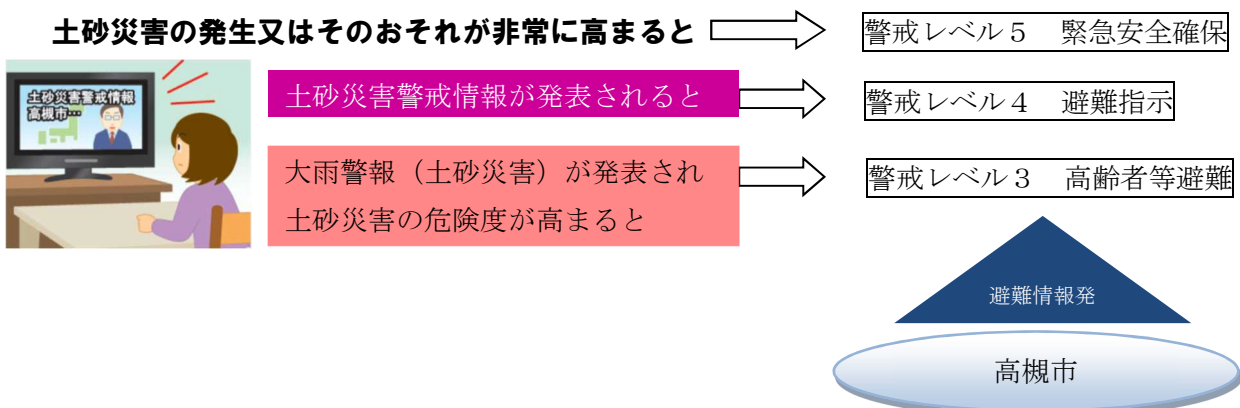 土砂災害の発生又はそのおそれが非常に高まると
警戒レベル５　緊急安全確保
土砂災害警戒情報
高槻市…
土砂災害警戒情報が発表されると
警戒レベル４　避難指示
大雨警報（土砂災害）が発表され
土砂災害の危険度が高まると
警戒レベル３　高齢者等避難
避難情報発
高槻市